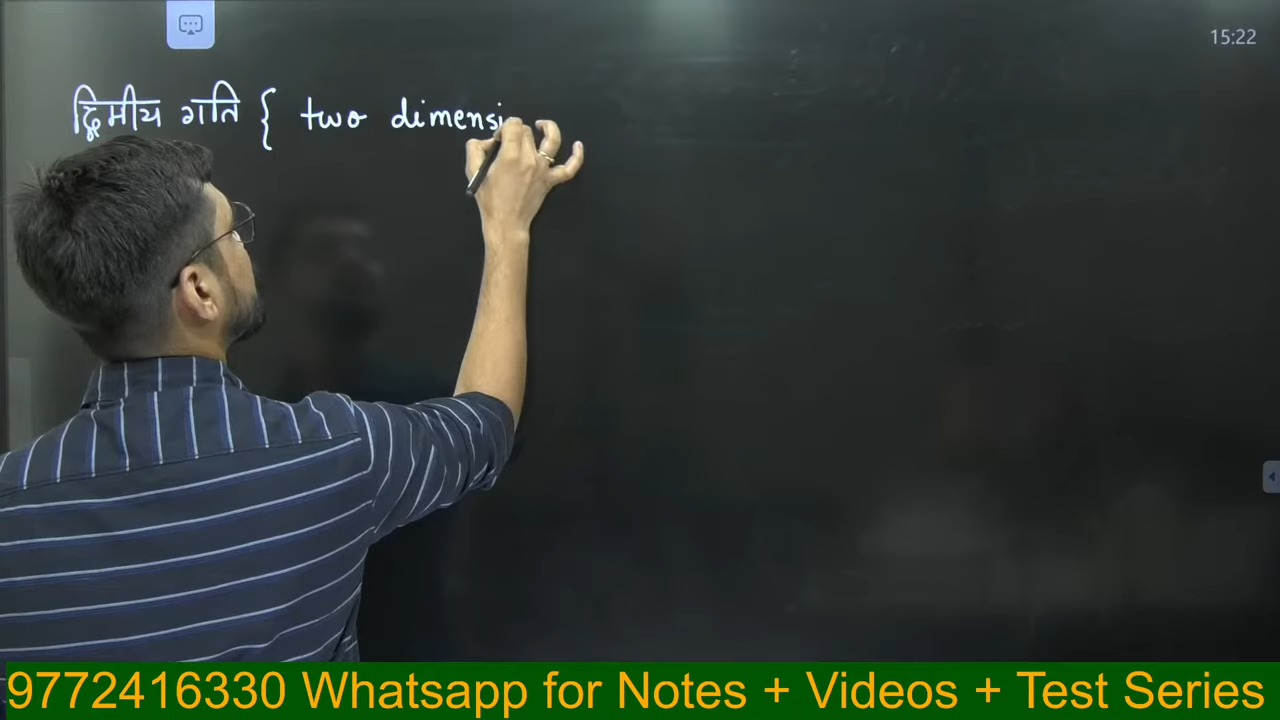 15:22
द्विमीय गति { two dimensi
9772416330 Whatsapp for Notes + Videos + Test Series